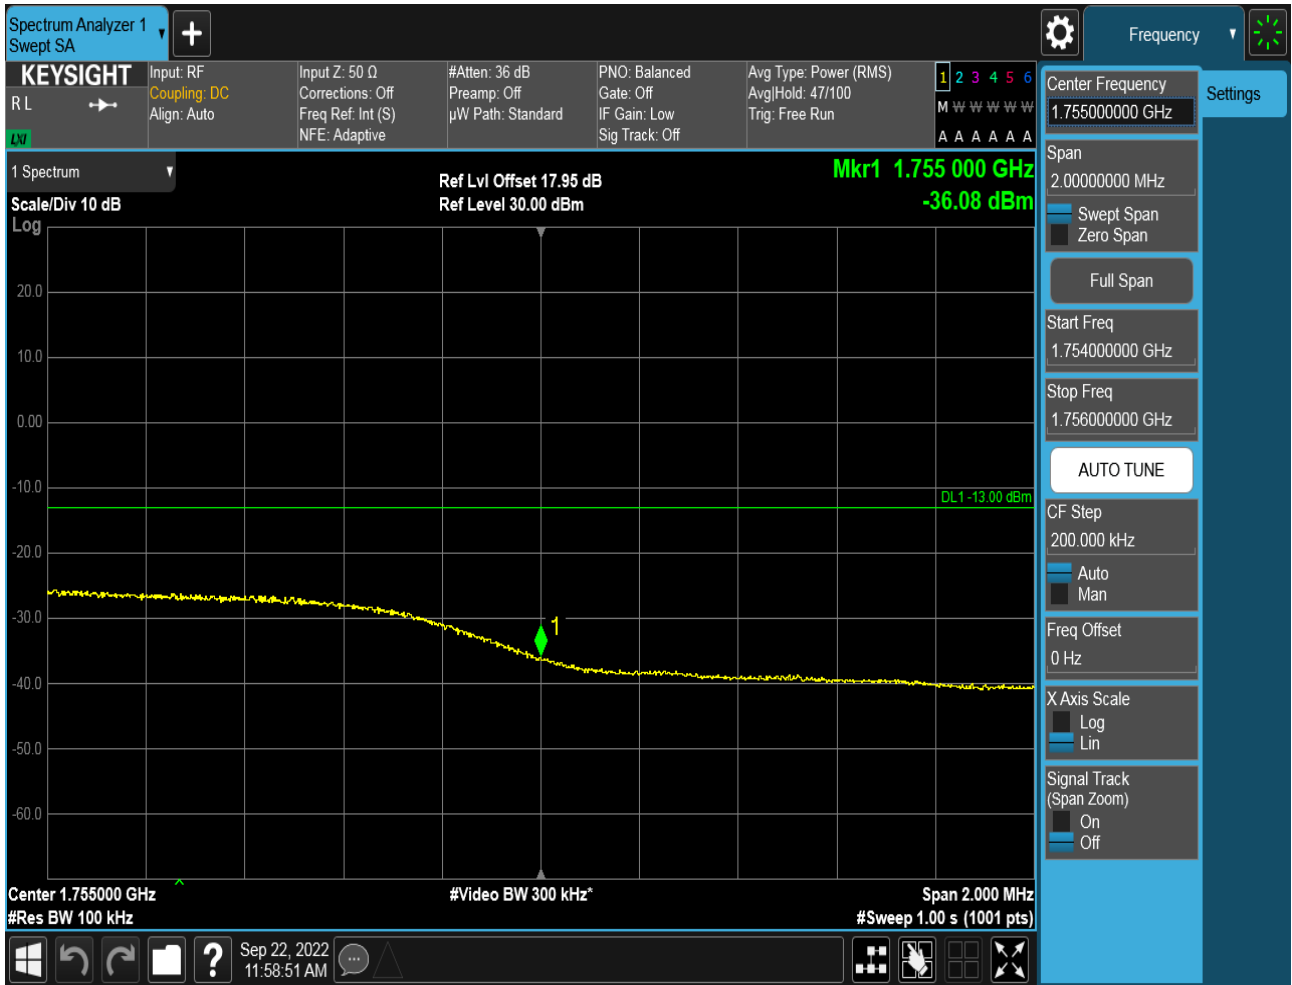 Spectrum Analyzer 1
Swept SA
Frequency
KEYSIGHT
R L
LXI
Input: RF
Coupling: DC
Align: Auto
Input Z: 50 Ω
Corrections: Off
Freq Ref: Int (S)
NFE: Adaptive
#Atten: 36 dB
Preamp: Off
µW Path: Standard
PNO: Balanced
Gate: Off
IF Gain: Low
Sig Track: Off
Avg Type: Power (RMS)
Avg|Hold: 47/100
Trig: Free Run
1 2 3 4 5 6
M W W W W W
A A A A A A
1 Spectrum
Scale/Div 10 dB
Log
Ref Lvl Offset 17.95 dB
Ref Level 30.00 dBm
Mkr1 1.755 000 GHz
-36.08 dBm
20.0
10.0
0.00
-10.0
DL1 -13.00 dBm
-20.0
-30.0
1
-40.0
-50.0
-60.0
Center 1.755000 GHz
#Video BW 300 kHz*
Span 2.000 MHz
#Res BW 100 kHz
#Sweep 1.00 s (1001 pts)
Sep 22, 2022
11:58:51 AM
Center Frequency
1.755000000 GHz
Settings
Span
2.00000000 MHz
Swept Span
Zero Span
Full Span
Start Freq
1.754000000 GHz
Stop Freq
1.756000000 GHz
AUTO TUNE
CF Step
200.000 kHz
Auto
Man
Freq Offset
0 Hz
X Axis Scale
Log
Lin
Signal Track
(Span Zoom)
On
Off